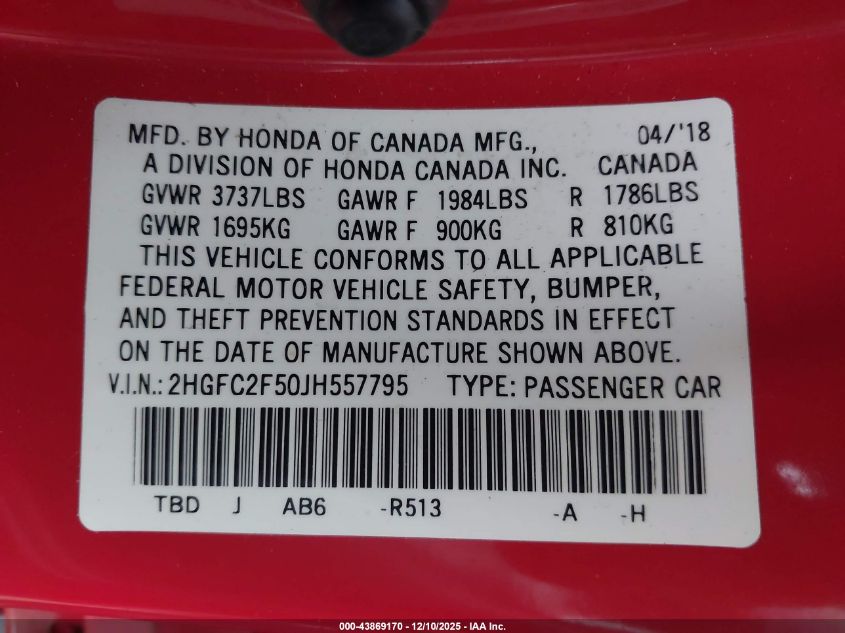 MFD. BY HONDA OF CANADA MFG., 04/'18
A DIVISION OF HONDA CANADA INC. CANADA
GVWR 3737LBS GAWR F 1984LBS R 1786LBS
GVWR 1695KG GAWR F 900KG R 810KG
THIS VEHICLE CONFORMS TO ALL APPLICABLE
FEDERAL MOTOR VEHICLE SAFETY, BUMPER,
AND THEFT PREVENTION STANDARDS IN EFFECT
ON THE DATE OF MANUFACTURE SHOWN ABOVE.
V.I.N.: 2HGFC2F50JH557795 TYPE: PASSENGER CAR
TBD J AB6 -R513 -A -H
000-43869170 - 12/10/2025 - IAA Inc.